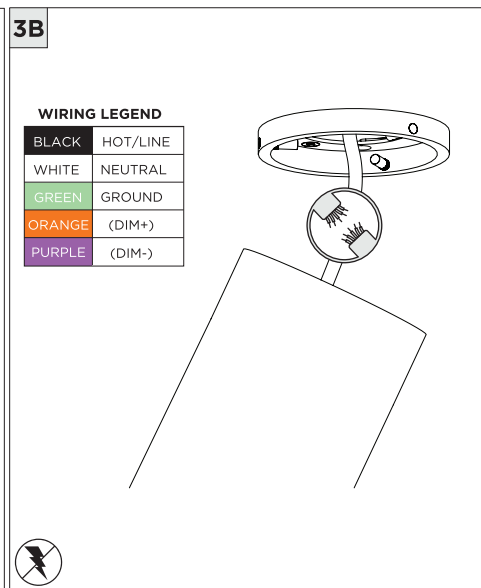 3B
WIRING LEGEND
BLACK HOT/LINE
WHITE NEUTRAL
GREEN GROUND
ORANGE (DIM+)
PURPLE (DIM-)